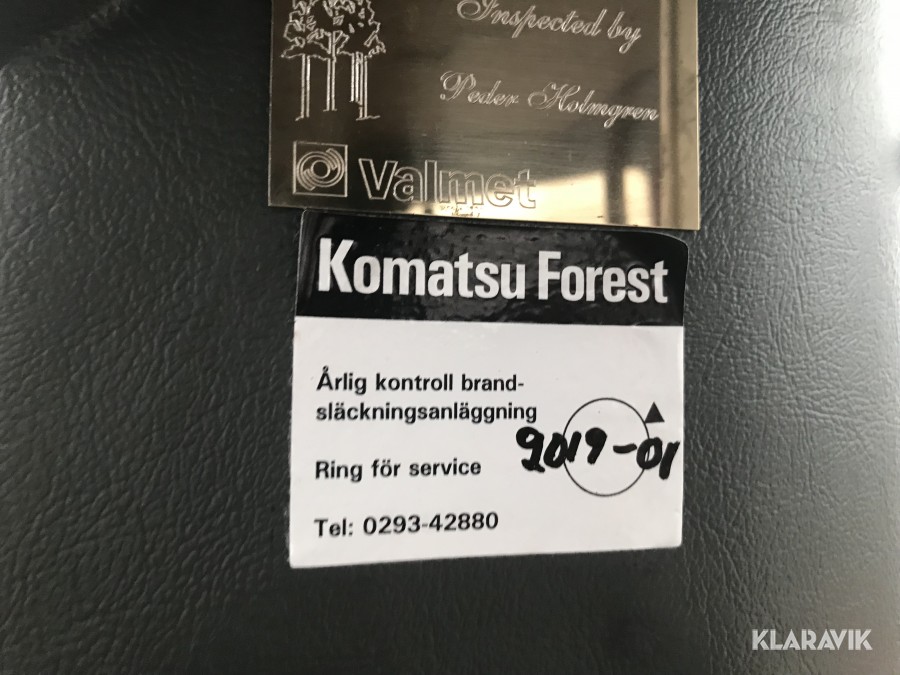 Inspected by
Peder Holmgren
Valmet
Komatsu Forest
Årlig kontroll brand-
släckningsanläggning
2019-01
Ring för service
Tel: 0293-42880
KLARAVIK